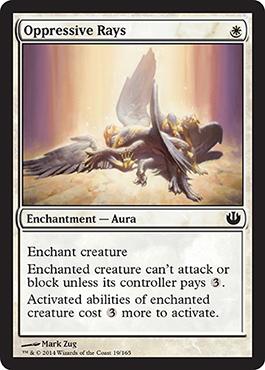 Oppressive Rays
Enchantment — Aura
Enchant creature
Enchanted creature can't attack or
block unless its controller pays 3.
Activated abilities of enchanted
creature cost 3 more to activate.
Mark Zug
™ & © 2014 Wizards of the Coast 19/165